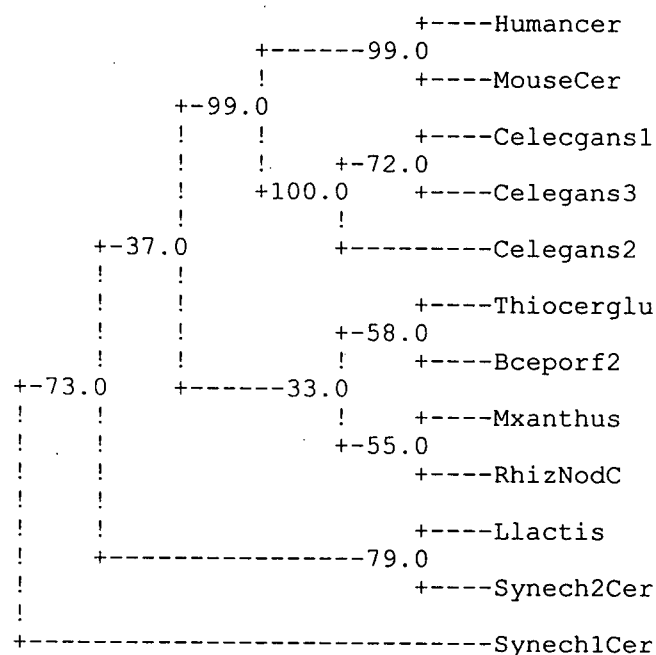 +----Humancer
+------99.0
! +----MouseCer
+-99.0
! ! +----Celecgans1
! ! +-72.0
! +100.0 +----Celegans3
! !
+-37.0 +---------Celegans2
! !
! ! +----Thiocerglu
! ! +-58.0
! ! ! +----Bceporf2
+-73.0 +------33.0
! ! ! +----Mxanthus
! ! +-55.0
! ! +----RhizNodC
! !
! ! +----Llactis
! +----------------79.0
! +----Synech2Cer
!
+-----------------------------Synech1Cer